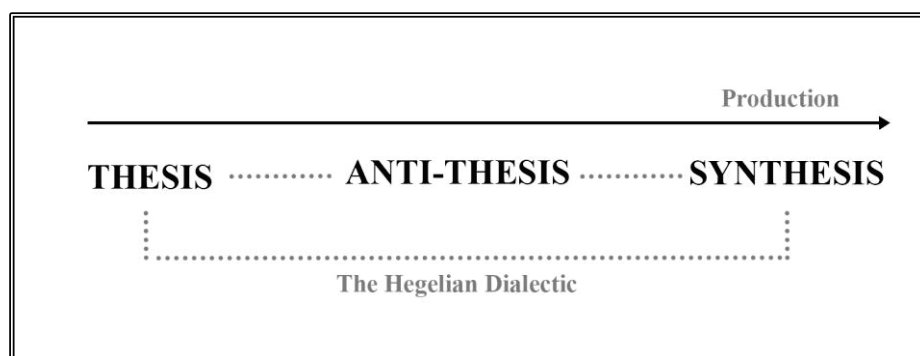 Production
THESIS ANTI-THESIS SYNTHESIS
The Hegelian Dialectic